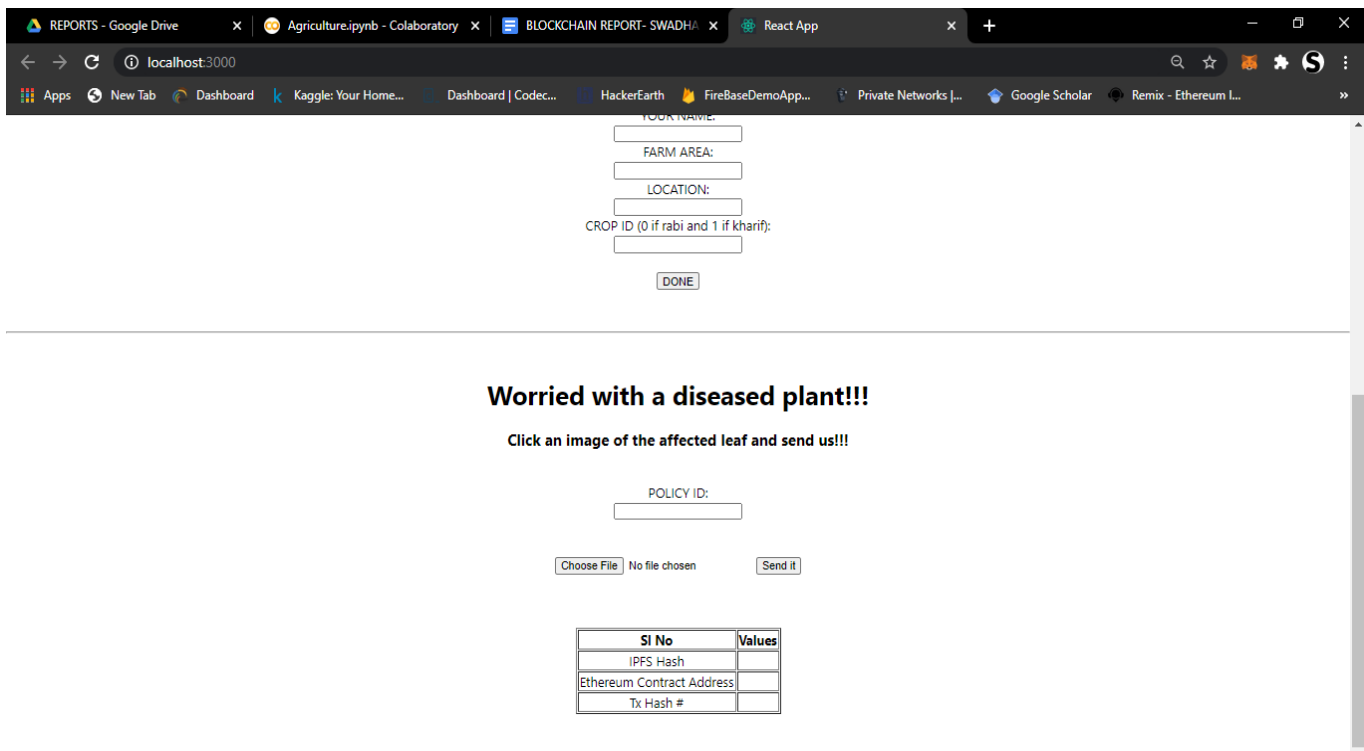 REPORTS - Google Drive
Agriculture.ipynb - Colaboratory
BLOCKCHAIN REPORT- SWADHA
React App
localhost:3000
S
Apps
New Tab
Dashboard
k Kaggle: Your Home...
Dashboard | Codec...
HackerEarth
FireBaseDemoApp...
Private Networks |...
Google Scholar
Remix - Ethereum I...
»
YOUR NAME:
FARM AREA:
LOCATION:
CROP ID (0 if rabi and 1 if kharif):
DONE
Worried with a diseased plant!!!
Click an image of the affected leaf and send us!!!
POLICY ID:
Choose File No file chosen Send it
Sl No Values
IPFS Hash
Ethereum Contract Address
Tx Hash #